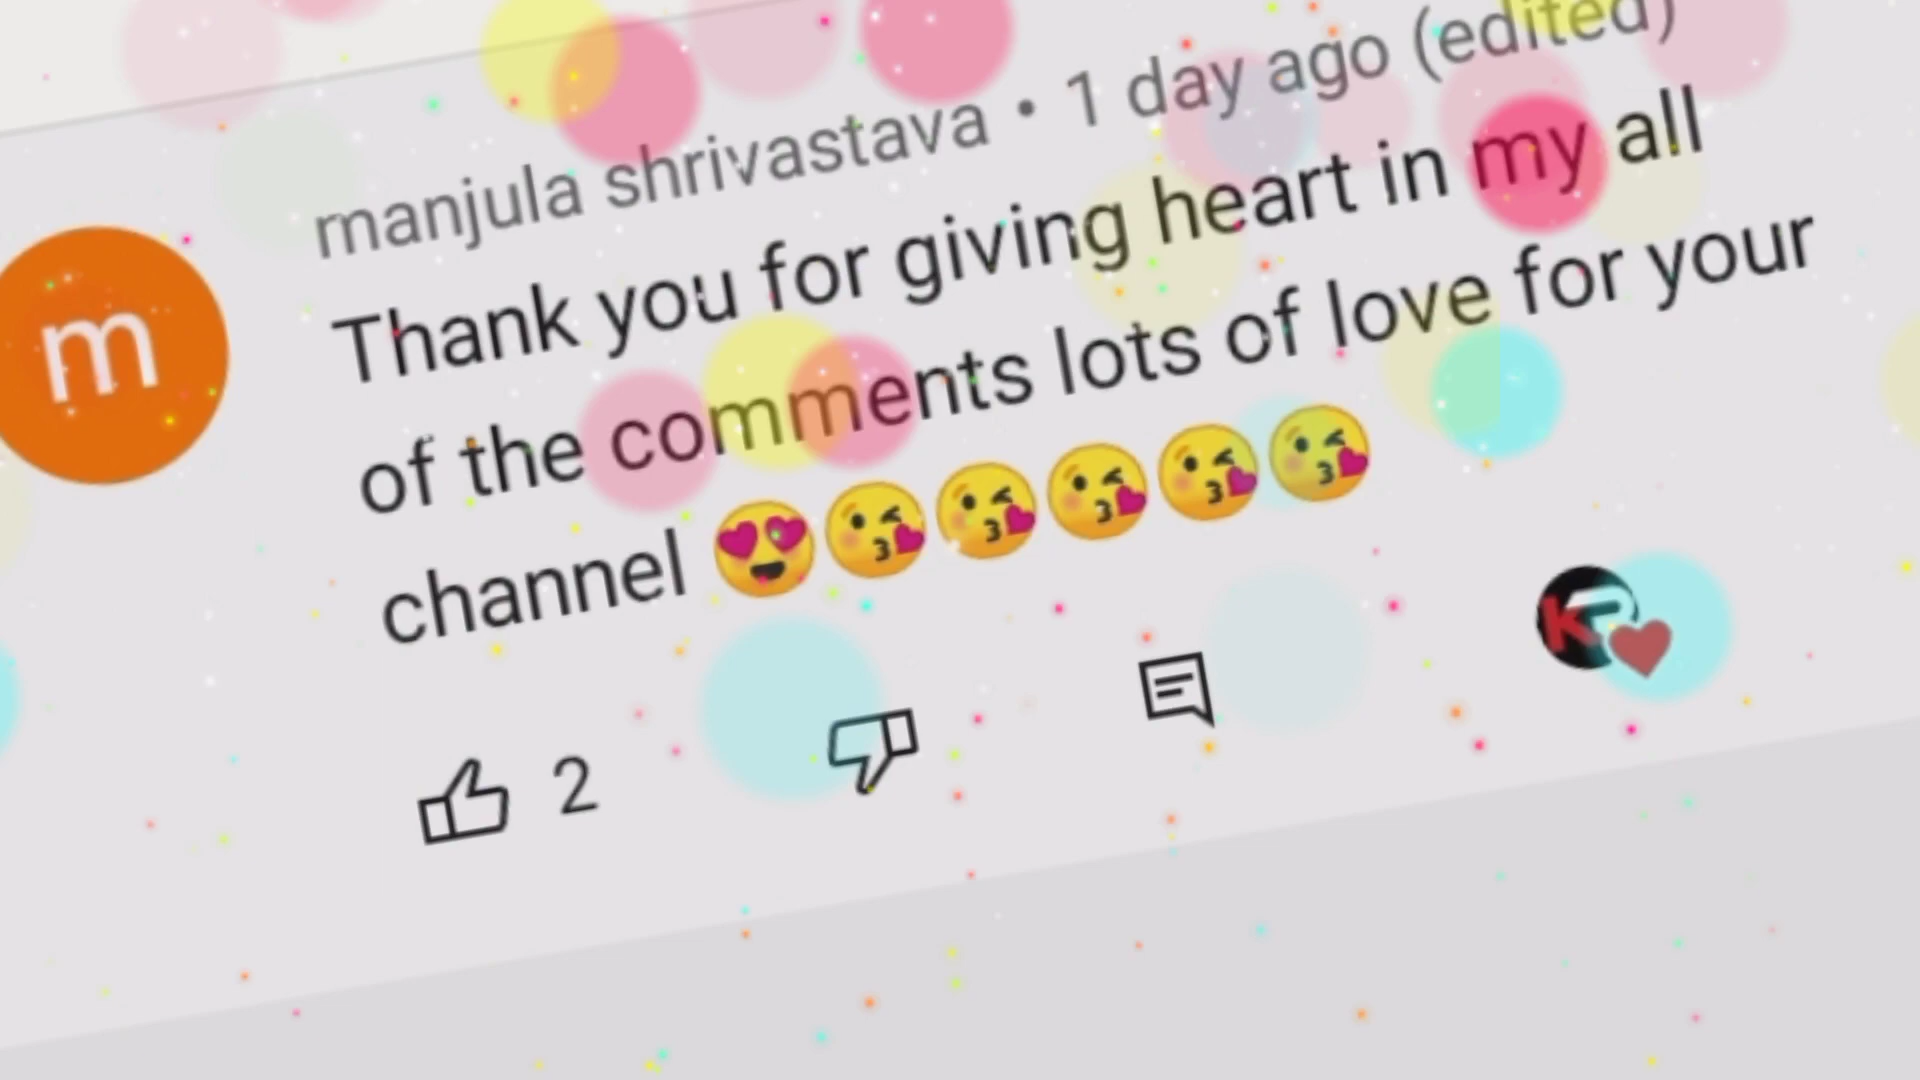 manjula shrivastava • 1 day ago (edited)
m
Thank you for giving heart in my all
of the comments lots of love for your
channel 😍😘😘😘😘😘
2
K